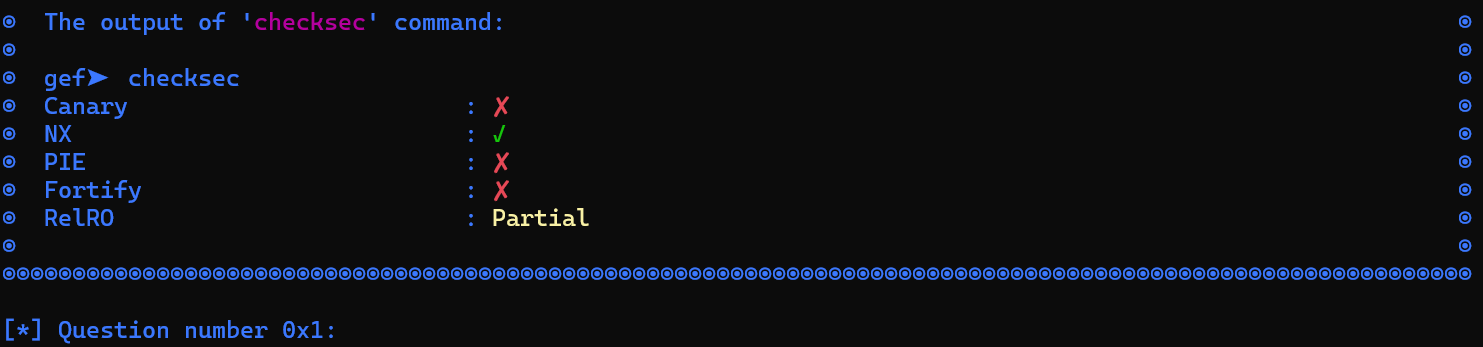 The output of 'checksec' command:
gef➤ checksec
Canary : ✗
NX : ✓
PIE : ✗
Fortify : ✗
RelRO : Partial
[*] Question number 0x1: